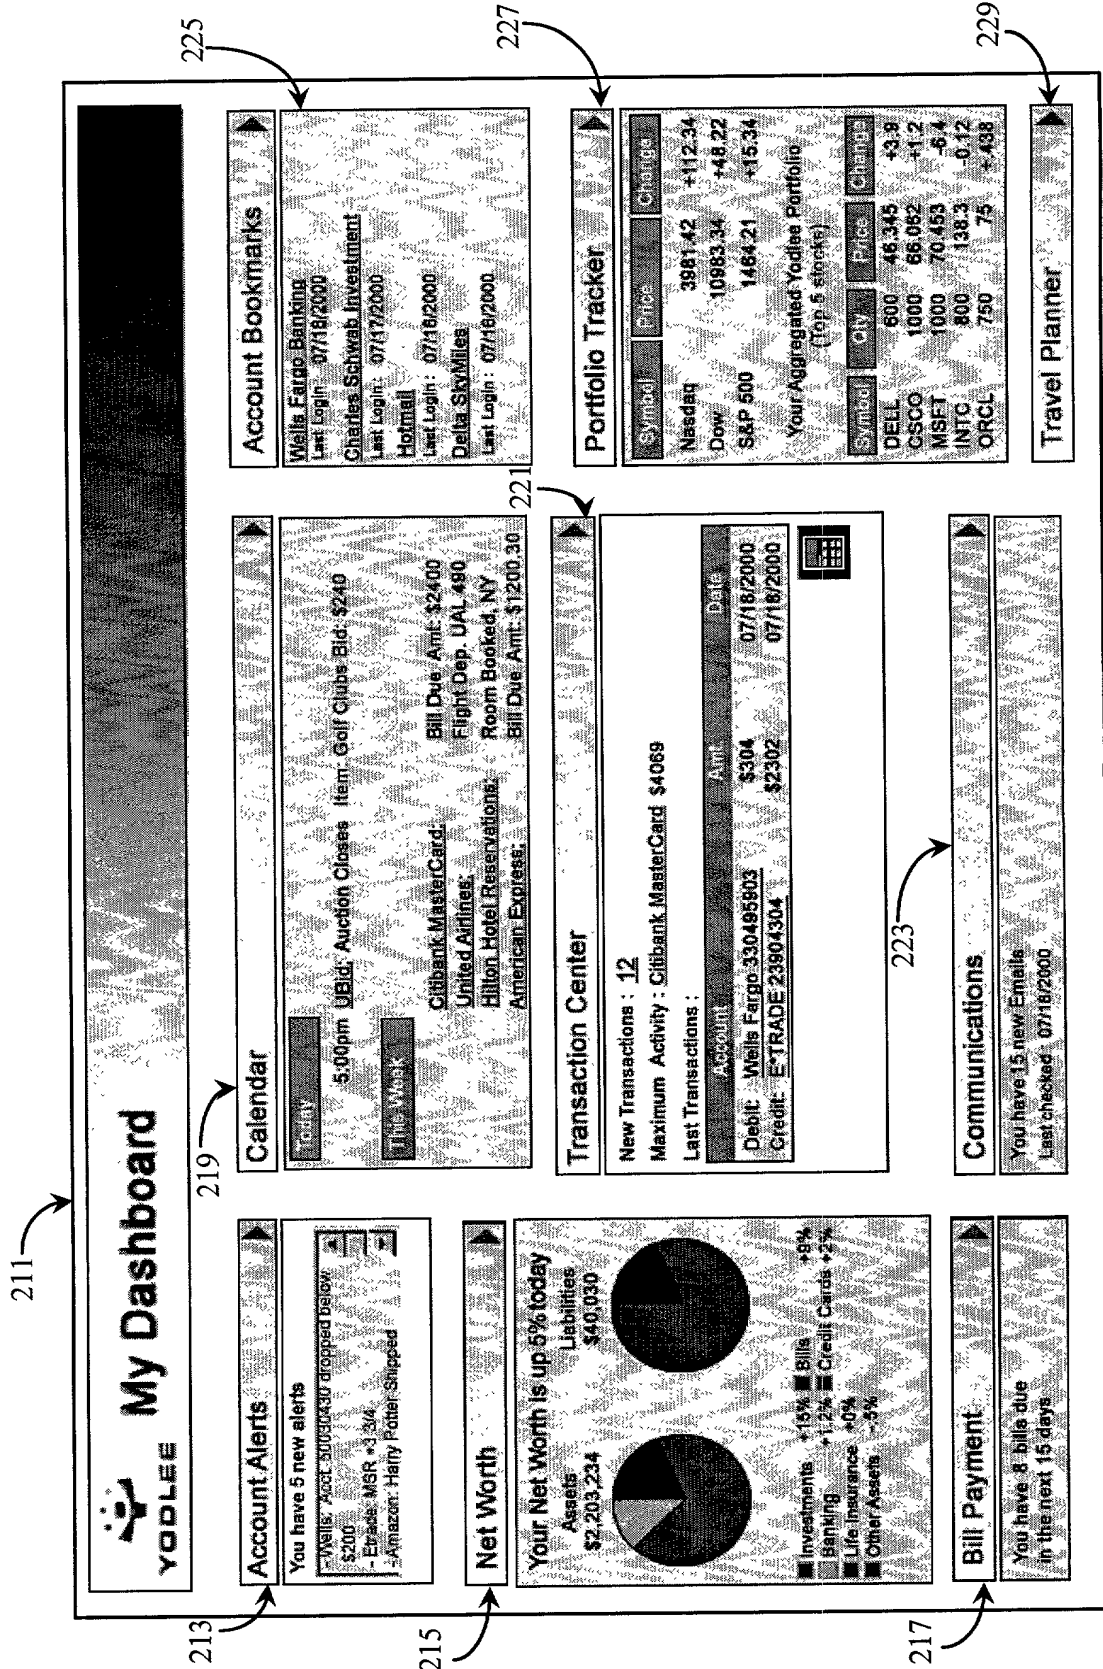 211
YODLEE
My Dashboard
213
Account Alerts
You have 5 new alerts
- Wells: Acct. 50030430 dropped below
$200
- Etrade: MSR +3 3/4
- Amazon: Harry Potter Shipped
215
Net Worth
Your Net Worth is up 5% today
Assets Liabilities
$2,203,234 $40,030
Investments +15% Bills +9%
Banking +1.2% Credit Cards +2%
Life Insurance +0%
Other Assets -.5%
217
Bill Payment
You have 8 bills due
in the next 15 days
219
Calendar
Today
5:00pm UBid: Auction Closes Item: Golf Clubs Bid: $240
This Week
Citibank MasterCard: Bill Due Amt: $2400
United Airlines: Flight Dep. UAL 490
Hilton Hotel Reservations: Room Booked, NY
American Express: Bill Due Amt: $1200.30
221
Transaction Center
New Transactions : 12
Maximum Activity : Citibank MasterCard $4069
Last Transactions :
Account Amt Date
Debit: Wells Fargo 330495903 $304 07/18/2000
Credit: E*TRADE 23904304 $2302 07/18/2000
223
Communications
You have 15 new Emails
Last checked 07/18/2000
225
Account Bookmarks
Wells Fargo Banking
Last Login : 07/18/2000
Charles Schwab Investment
Last Login : 07/17/2000
Hotmail
Last Login : 07/18/2000
Delta SkyMiles
Last Login : 07/16/2000
227
Portfolio Tracker
Symbol Price Change
Nasdaq 3981.42 +112.34
Dow 10983.34 +48.22
S&P 500 1464.21 +15.34
Your Aggregated Yodlee Portfolio
(Top 5 stocks)
Symbol Qty Price Change
DELL 600 46.345 +3.9
CSCO 1000 66.062 +1.2
MSFT 1000 70.453 -6.4
INTC 800 138.3 -0.12
ORCL 750 75 +.438
229
Travel Planner